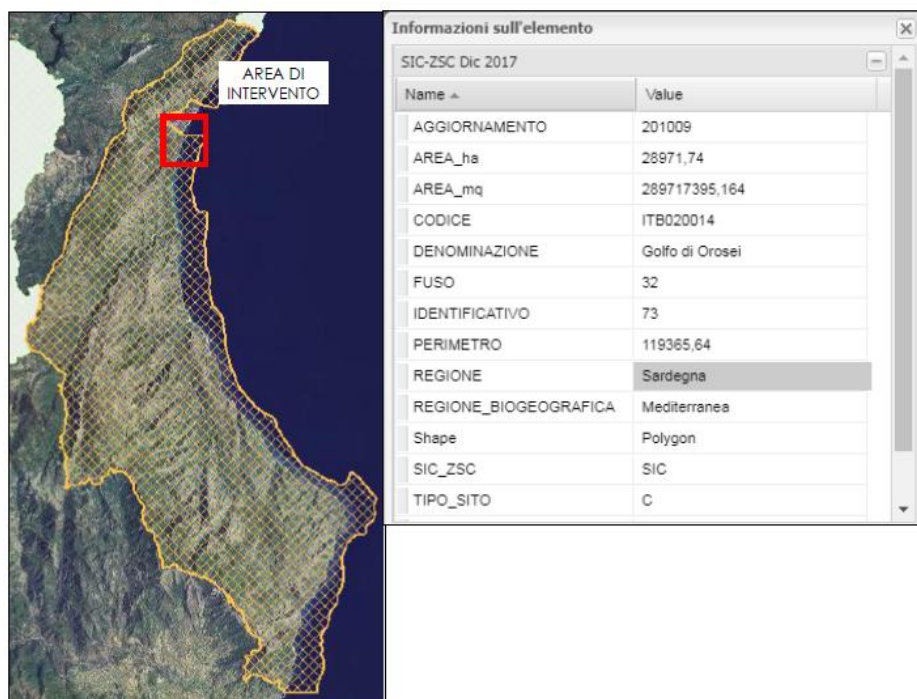 AREA DI
INTERVENTO
Informazioni sull'elemento
SIC-ZSC Dic 2017
Name Value
AGGIORNAMENTO 201009
AREA_ha 28971,74
AREA_mq 289717395,164
CODICE ITB020014
DENOMINAZIONE Golfo di Orosei
FUSO 32
IDENTIFICATIVO 73
PERIMETRO 119365,64
REGIONE Sardegna
REGIONE_BIOGEOGRAFICA Mediterranea
Shape Polygon
SIC_ZSC SIC
TIPO_SITO C